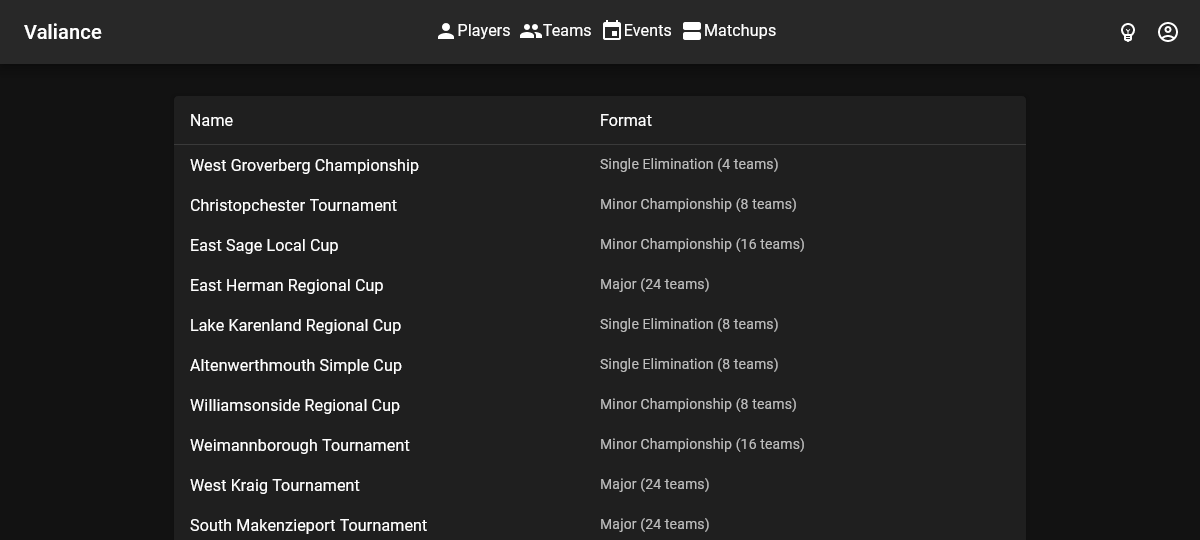 Valiance
Players Teams Events Matchups
Name Format
West Groverberg Championship Single Elimination (4 teams)
Christopchester Tournament Minor Championship (8 teams)
East Sage Local Cup Minor Championship (16 teams)
East Herman Regional Cup Major (24 teams)
Lake Karenland Regional Cup Single Elimination (8 teams)
Altenwerthmouth Simple Cup Single Elimination (8 teams)
Williamsonside Regional Cup Minor Championship (8 teams)
Weimannborough Tournament Minor Championship (16 teams)
West Kraig Tournament Major (24 teams)
South Makenzieport Tournament Major (24 teams)